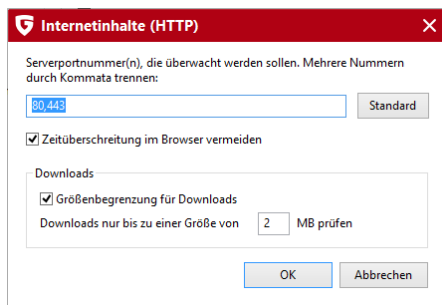 Internetinhalte (HTTP)
Serverportnummer(n), die überwacht werden sollen. Mehrere Nummern
durch Kommata trennen:
80,443
Standard
Zeitüberschreitung im Browser vermeiden
Downloads
Größenbegrenzung für Downloads
Downloads nur bis zu einer Größe von 2 MB prüfen
OK Abbrechen